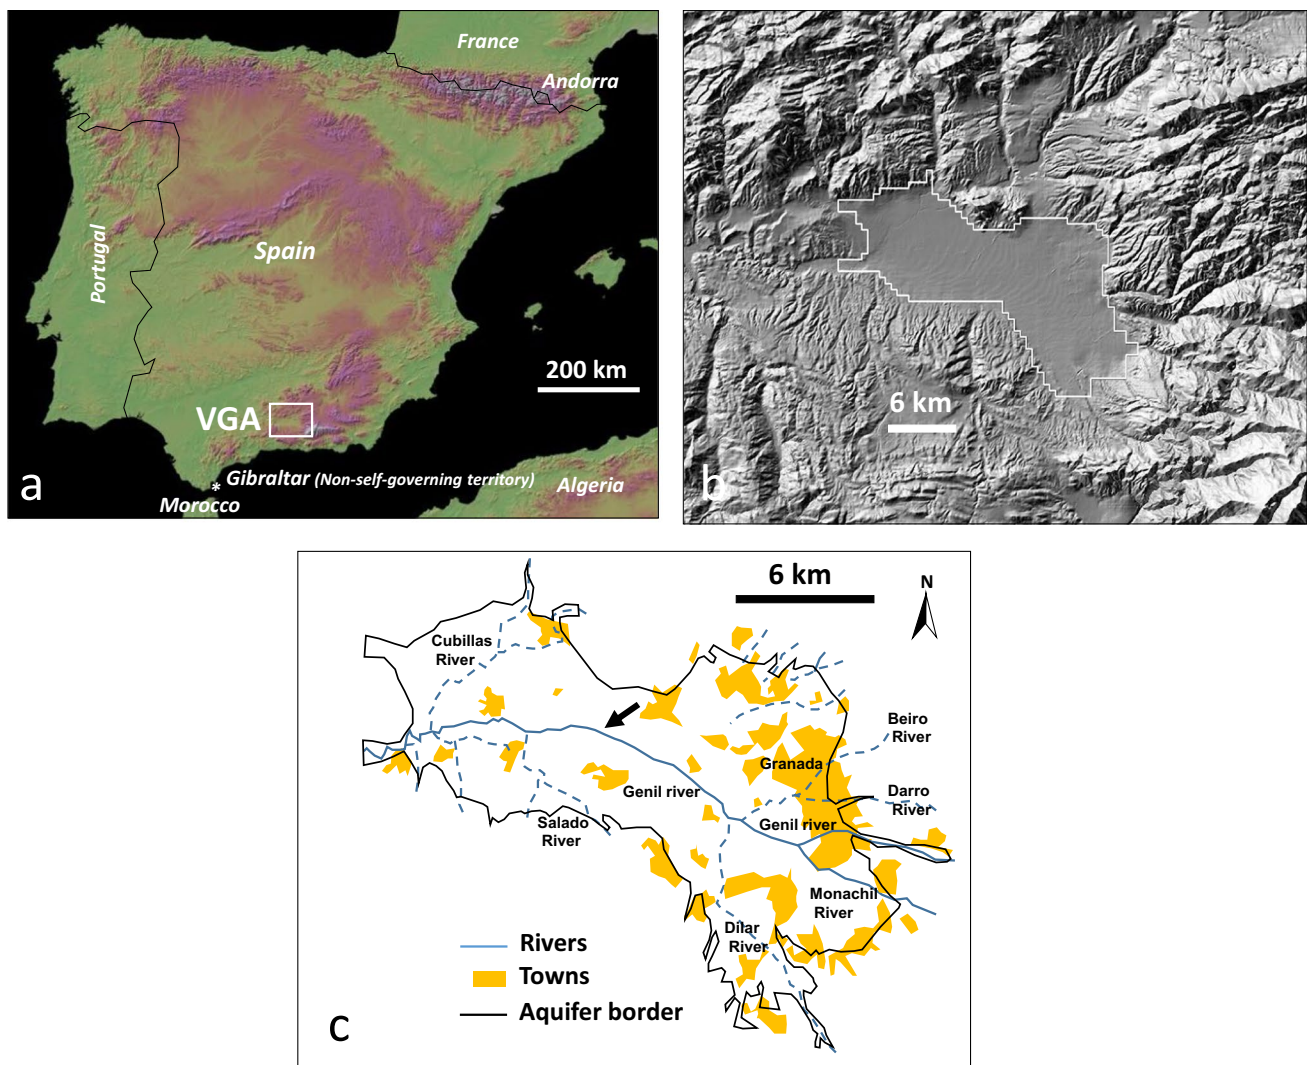 France
Andorra
Portugal
Spain
200 km
VGA
* Gibraltar (Non-self-governing territory)
Morocco
Algeria
a
6 km
b
6 km
N
Cubillas
River
Beiro
River
Granada
Genil river
Darro
River
Salado
River
Genil river
Monachil
River
Dílar
River
Rivers
Towns
Aquifer border
c